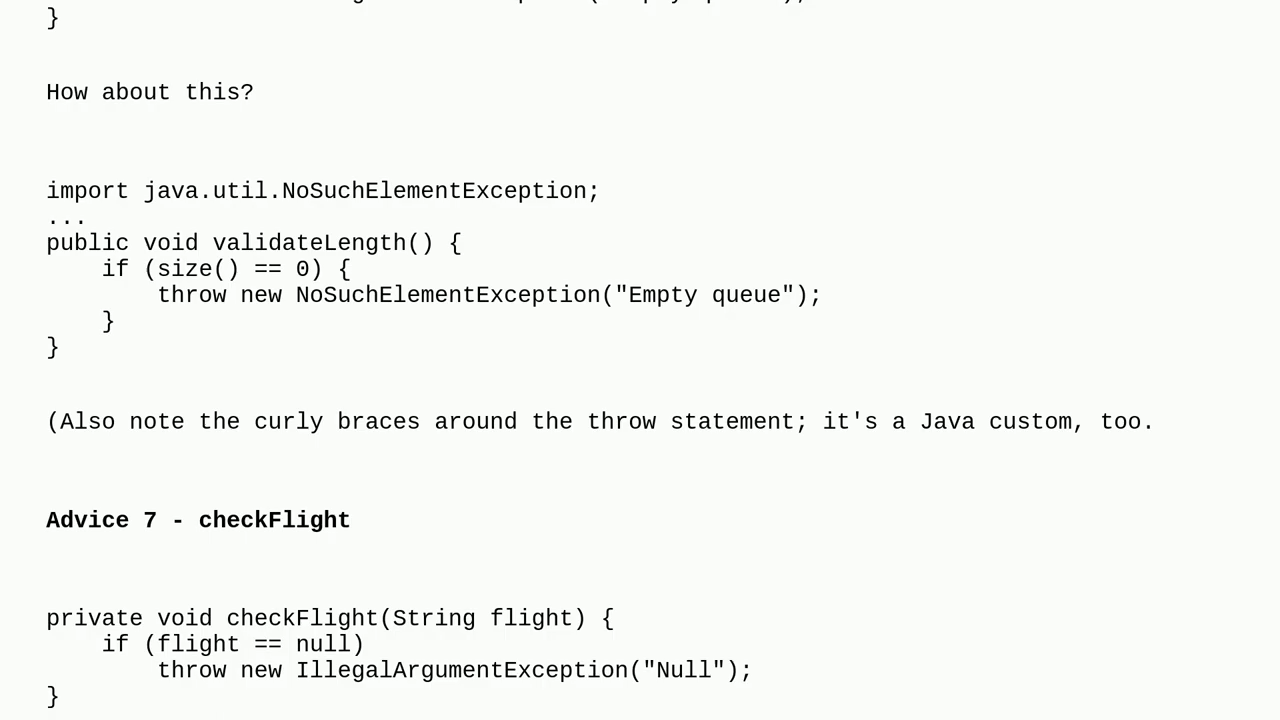 }
How about this?
import java.util.NoSuchElementException;
...
public void validateLength() {
    if (size() == 0) {
        throw new NoSuchElementException("Empty queue");
    }
}
(Also note the curly braces around the throw statement; it's a Java custom, too.
Advice 7 - checkFlight
private void checkFlight(String flight) {
    if (flight == null)
        throw new IllegalArgumentException("Null");
}